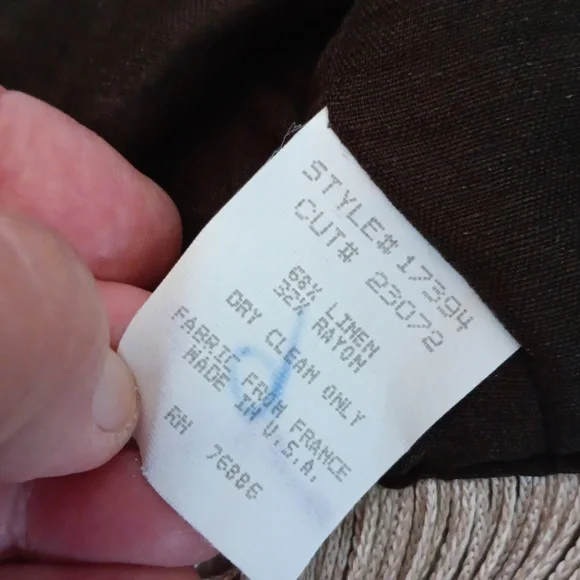 STYLE# 17394
CUT# 23072
68% LINEN
32% RAYON
DRY CLEAN ONLY
FABRIC FROM FRANCE
MADE IN U.S.A.
RN 76886